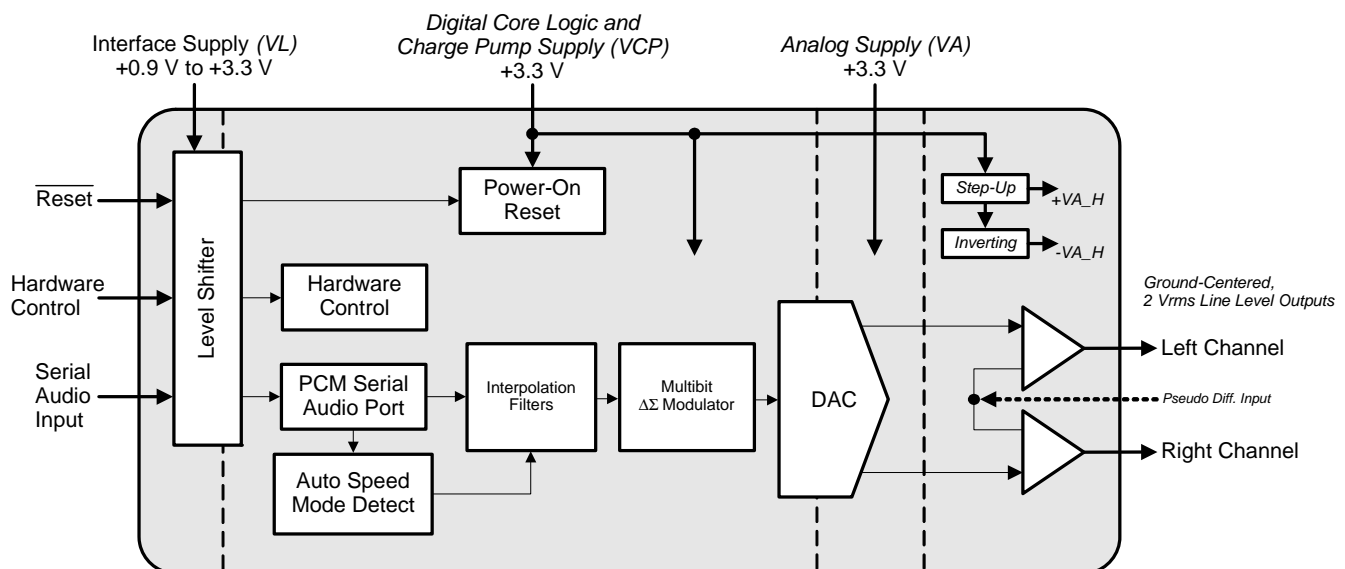 Interface Supply (VL)
+0.9 V to +3.3 V
Digital Core Logic and
Charge Pump Supply (VCP)
+3.3 V
Analog Supply (VA)
+3.3 V
Reset
Hardware
Control
Serial
Audio
Input
Level Shifter
Power-On
Reset
Hardware
Control
PCM Serial
Audio Port
Auto Speed
Mode Detect
Interpolation
Filters
Multibit
ΔΣ Modulator
DAC
Step-Up
+VA_H
Inverting
-VA_H
Ground-Centered,
2 Vrms Line Level Outputs
Left Channel
Pseudo Diff. Input
Right Channel